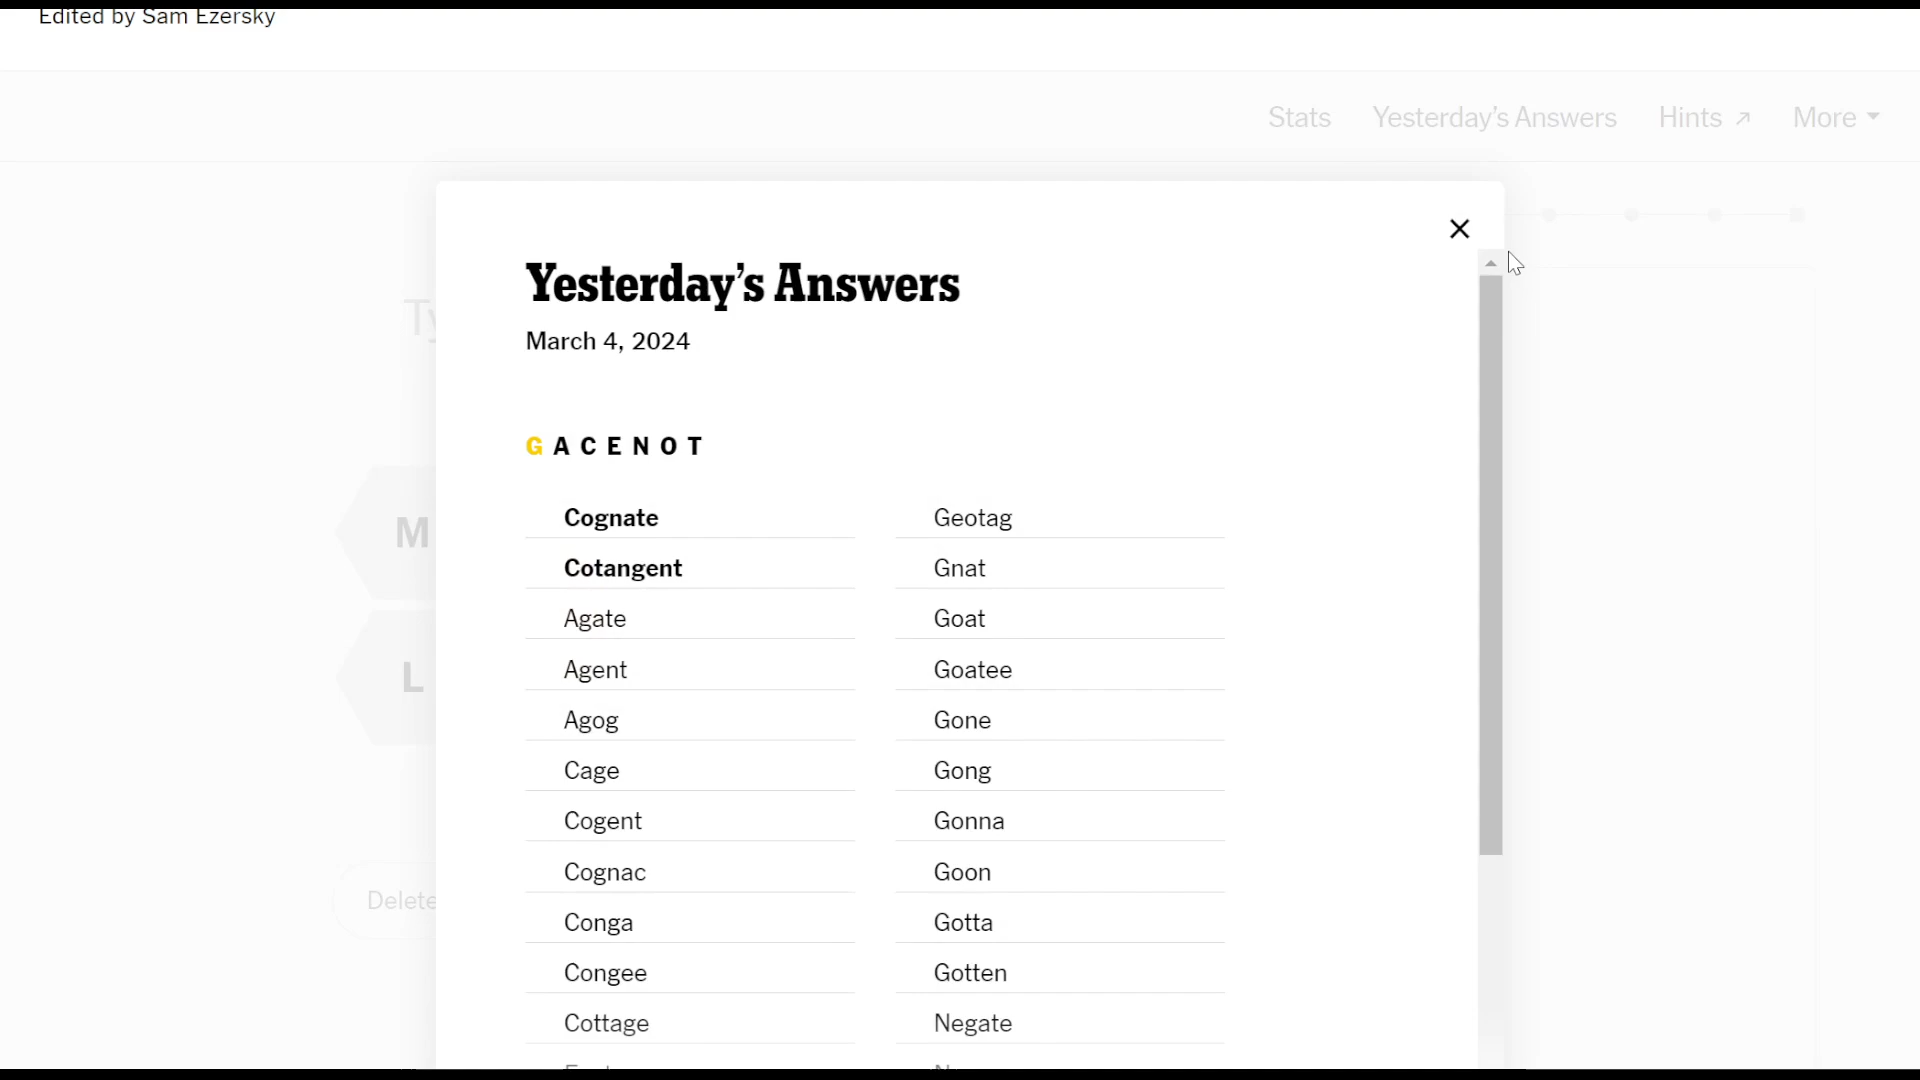 Edited by Sam Ezersky
Stats Yesterday's Answers Hints ↗ More
Yesterday's Answers
March 4, 2024
G A C E N O T
Cognate
Cotangent
Agate
Agent
Agog
Cage
Cogent
Cognac
Conga
Congee
Cottage
Geotag
Gnat
Goat
Goatee
Gone
Gong
Gonna
Goon
Gotta
Gotten
Negate
M
L
Delete